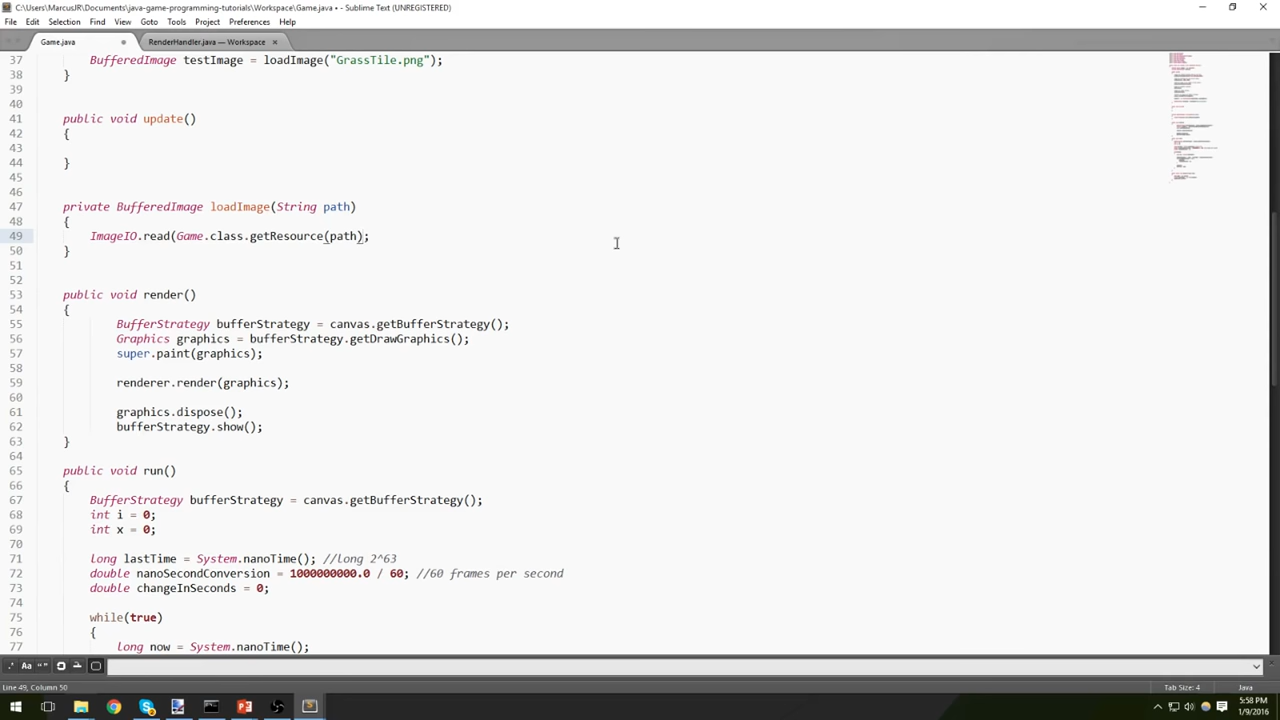 C:\Users\MarcusJR\Documents\java-game-programming-tutorials\Workspace\Game.java • - Sublime Text (UNREGISTERED)
File Edit Selection Find View Goto Tools Project Preferences Help
Game.java RenderHandler.java — Workspace
37 BufferedImage testImage = loadImage("GrassTile.png");
38 }
39
40
41 public void update()
42 {
43
44 }
45
46
47 private BufferedImage loadImage(String path)
48 {
49 ImageIO.read(Game.class.getResource(path);
50 }
51
52
53 public void render()
54 {
55 BufferStrategy bufferStrategy = canvas.getBufferStrategy();
56 Graphics graphics = bufferStrategy.getDrawGraphics();
57 super.paint(graphics);
58
59 renderer.render(graphics);
60
61 graphics.dispose();
62 bufferStrategy.show();
63 }
64
65 public void run()
66 {
67 BufferStrategy bufferStrategy = canvas.getBufferStrategy();
68 int i = 0;
69 int x = 0;
70
71 long lastTime = System.nanoTime(); //long 2^63
72 double nanoSecondConversion = 1000000000.0 / 60; //60 frames per second
73 double changeInSeconds = 0;
74
75 while(true)
76 {
77 long now = System.nanoTime();
.* Aa “”
Line 49, Column 50 Tab Size: 4 Java
5:58 PM
1/9/2016